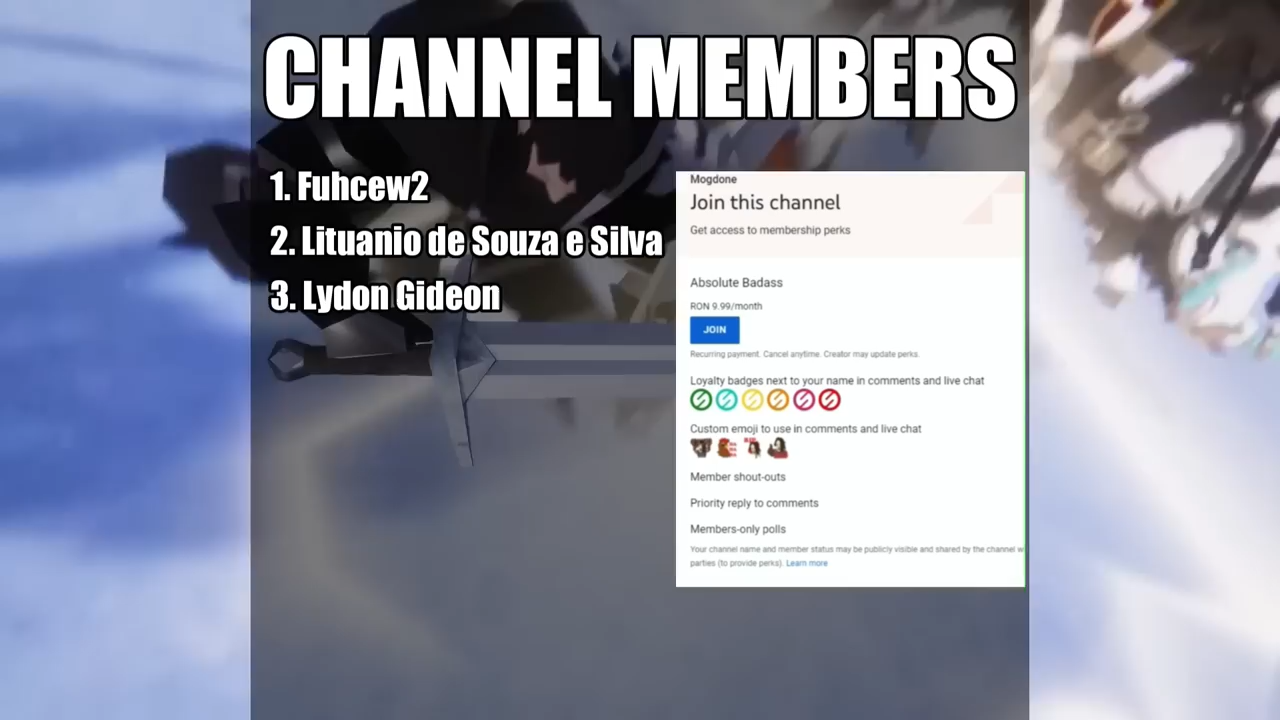 CHANNEL MEMBERS
1. Fuhcew2
2. Lituanio de Souza e Silva
3. Lydon Gideon
Mogdone
Join this channel
Get access to membership perks
Absolute Badass
RON 9.99/month
JOIN
Recurring payment. Cancel anytime. Creator may update perks.
Loyalty badges next to your name in comments and live chat
Custom emoji to use in comments and live chat
Member shout-outs
Priority reply to comments
Members-only polls
Your channel name and member status may be publicly visible and shared by the channel w
parties (to provide perks). Learn more